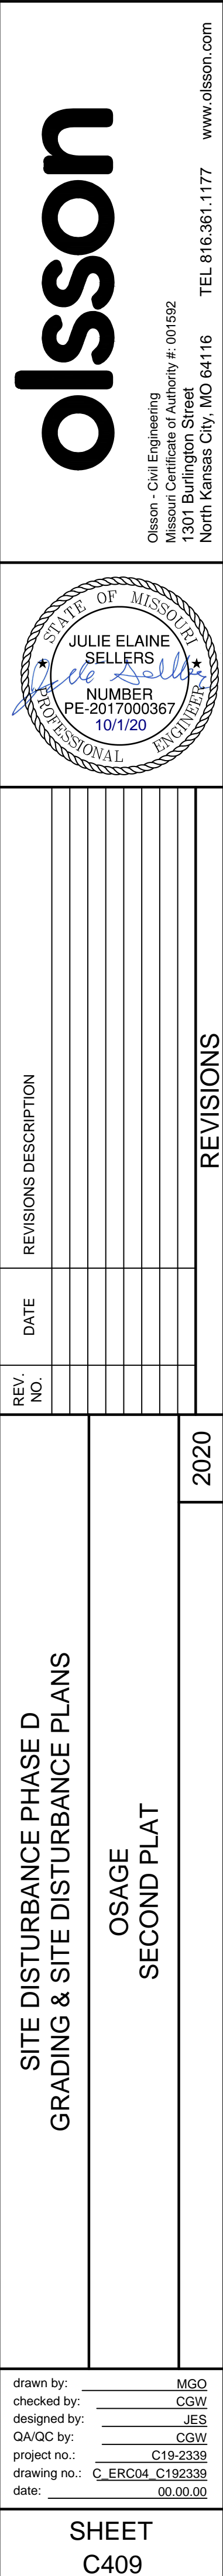 olsson
Olsson - Civil Engineering
Missouri Certificate of Authority #: 001592
1301 Burlington Street
North Kansas City, MO 64116 TEL 816.361.1177 www.olsson.com
STATE OF MISSOURI
JULIE ELAINE
SELLERS
Julie Sellers
NUMBER
PE-2017000367
10/1/20
PROFESSIONAL ENGINEER
REV.
NO.
DATE
REVISIONS DESCRIPTION
REVISIONS
SITE DISTURBANCE PHASE D
GRADING & SITE DISTURBANCE PLANS
OSAGE
SECOND PLAT
2020
drawn by: MGO
checked by: CGW
designed by: JES
QA/QC by: CGW
project no.: C19-2339
drawing no.: C_ERC04_C192339
date: 00.00.00
SHEET
C409